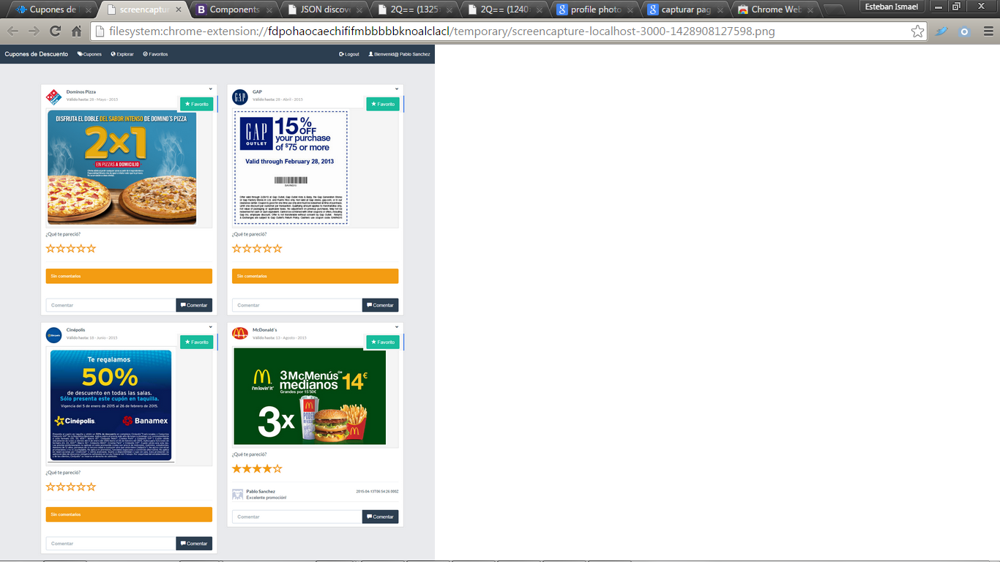 Cupones de
screencaptur
Components
JSON discov
2Q== (1325
2Q== (1240
profile photo
capturar pag
Chrome Web
Esteban Ismael
filesystem:chrome-extension://fdpohaocaechififmbbbbbknoalclacl/temporary/screencapture-localhost-3000-1428908127598.png
Cupones de Descuento Cupones Explorar Favoritos Logout Bienvenid@ Pablo Sanchez
Dominos Pizza
Válido hasta: 28 - Mayo - 2015
Favorito
DISFRUTA EL DOBLE DEL SABOR INTENSO DE DOMINO'S PIZZA
2x1
EN PIZZAS A DOMICILIO
¿Qué te pareció?
Sin comentarios
Comentar
Comentar
GAP
GAP
Válido hasta: 28 - Abril - 2015
Favorito
GAP
OUTLET
15% OFF
your purchase
of $75 or more
Valid through February 28, 2013
¿Qué te pareció?
Sin comentarios
Comentar
Comentar
Cinépolis
Válido hasta: 18 - Junio - 2015
Favorito
Te regalamos
50%
de descuento en todas las salas.
Sólo presenta este cupón en taquilla.
Vigencia del 5 de enero de 2015 al 26 de febrero de 2015.
Cinépolis
Banamex
¿Qué te pareció?
Sin comentarios
Comentar
Comentar
McDonald´s
Válido hasta: 13 - Agosto - 2015
Favorito
i'm lovin' it
3 McMenús
medianos
14€
Grandes por 15'50€
3x
¿Qué te pareció?
Pablo Sanchez 2015-04-13T06:54:26.000Z
Excelente promoción!
Comentar
Comentar